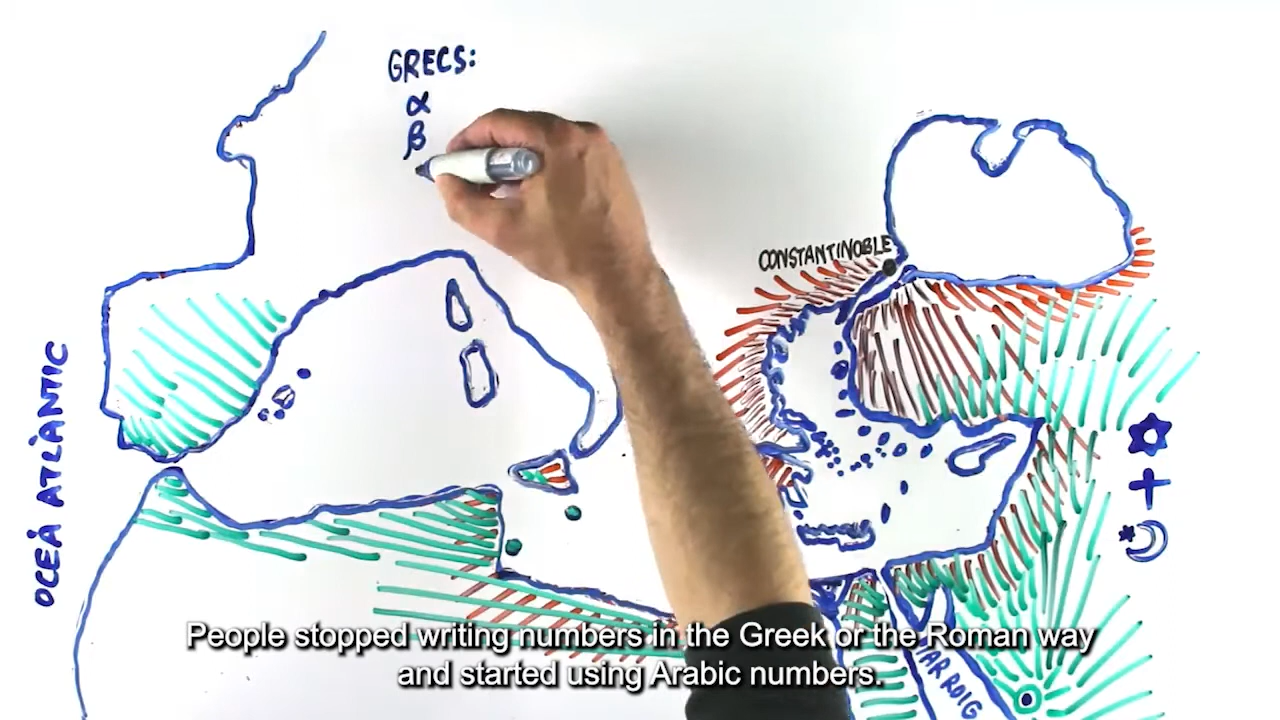 GRECS:
α
β
CONSTANTINOBLE
OCEÀ ATLÀNTIC
MAR ROIG
People stopped writing numbers in the Greek or the Roman way
and started using Arabic numbers.